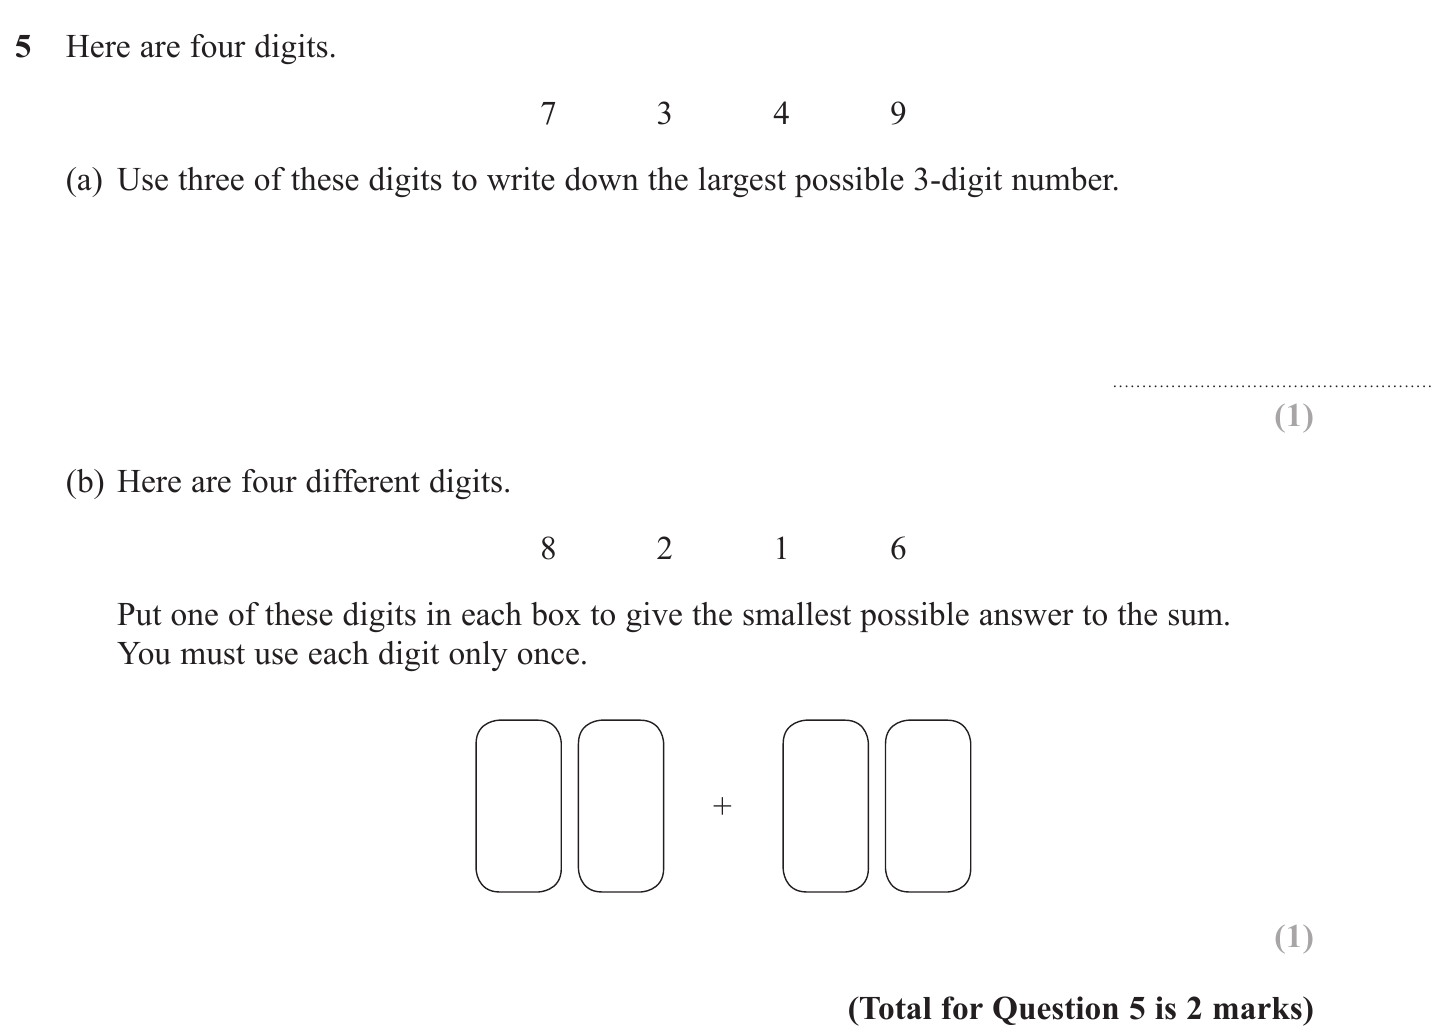 5 Here are four digits.
7 3 4 9
(a) Use three of these digits to write down the largest possible 3-digit number.
(1)
(b) Here are four different digits.
8 2 1 6
Put one of these digits in each box to give the smallest possible answer to the sum.
You must use each digit only once.
+
(1)
(Total for Question 5 is 2 marks)